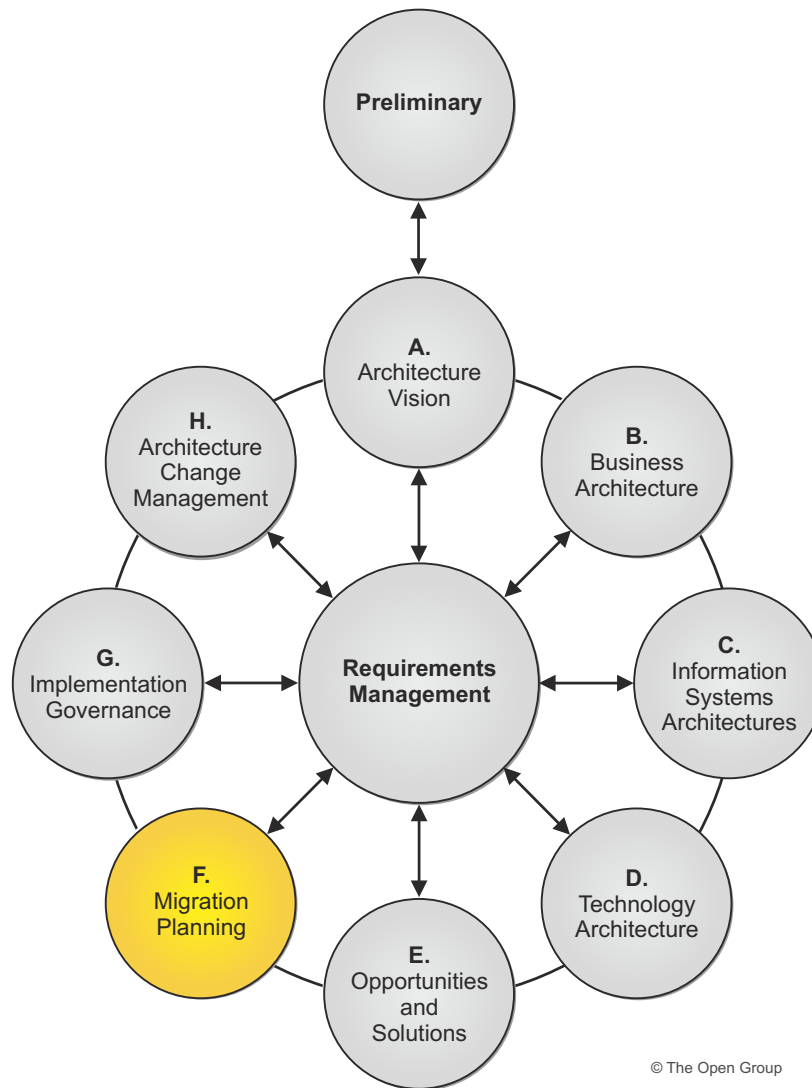 Preliminary
A.
Architecture
Vision
B.
Business
Architecture
C.
Information
Systems
Architectures
D.
Technology
Architecture
E.
Opportunities
and
Solutions
F.
Migration
Planning
G.
Implementation
Governance
H.
Architecture
Change
Management
Requirements
Management
© The Open Group